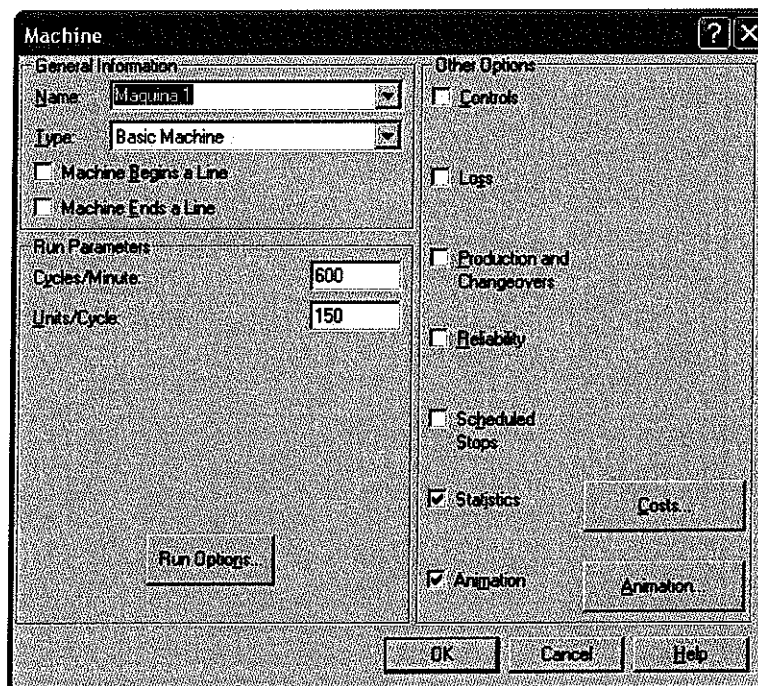 Machine
General Information
Name: Maquina 1
Type: Basic Machine
Machine Begins a Line
Machine Ends a Line
Run Parameters
Cycles/Minute: 600
Units/Cycle: 150
Run Options...
Other Options
Controls
Loss
Production and
Changeovers
Reliability
Scheduled
Stops
Statistics
Costs...
Animation
Animation...
OK
Cancel
Help